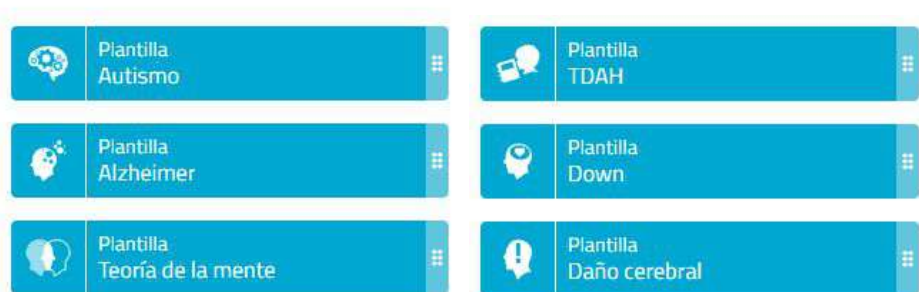 Plantilla
Autismo
Plantilla
TDAH
Plantilla
Alzheimer
Plantilla
Down
Plantilla
Teoría de la mente
Plantilla
Daño cerebral